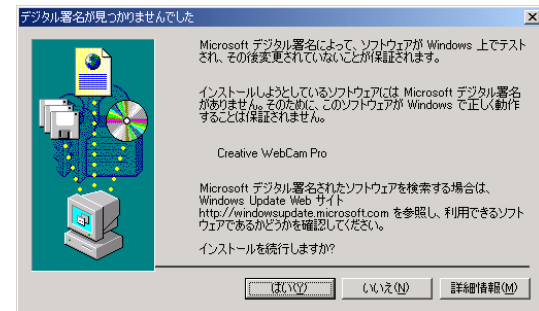 デジタル署名が見つかりませんでした
Microsoft デジタル署名によって、ソフトウェアが Windows 上でテスト
され、その後変更されていないことが保証されます。
インストールしようとしているソフトウェアには Microsoft デジタル署名
がありません。そのために、このソフトウェアが Windows で正しく動作
することは保証されません。
Creative WebCam Pro
Microsoft デジタル署名されたソフトウェアを検索する場合は、
Windows Update Web サイト
http://windowsupdate.microsoft.com を参照し、利用できるソフト
ウェアであるかどうかを確認してください。
インストールを続行しますか?
はい(Y) いいえ(N) 詳細情報(M)